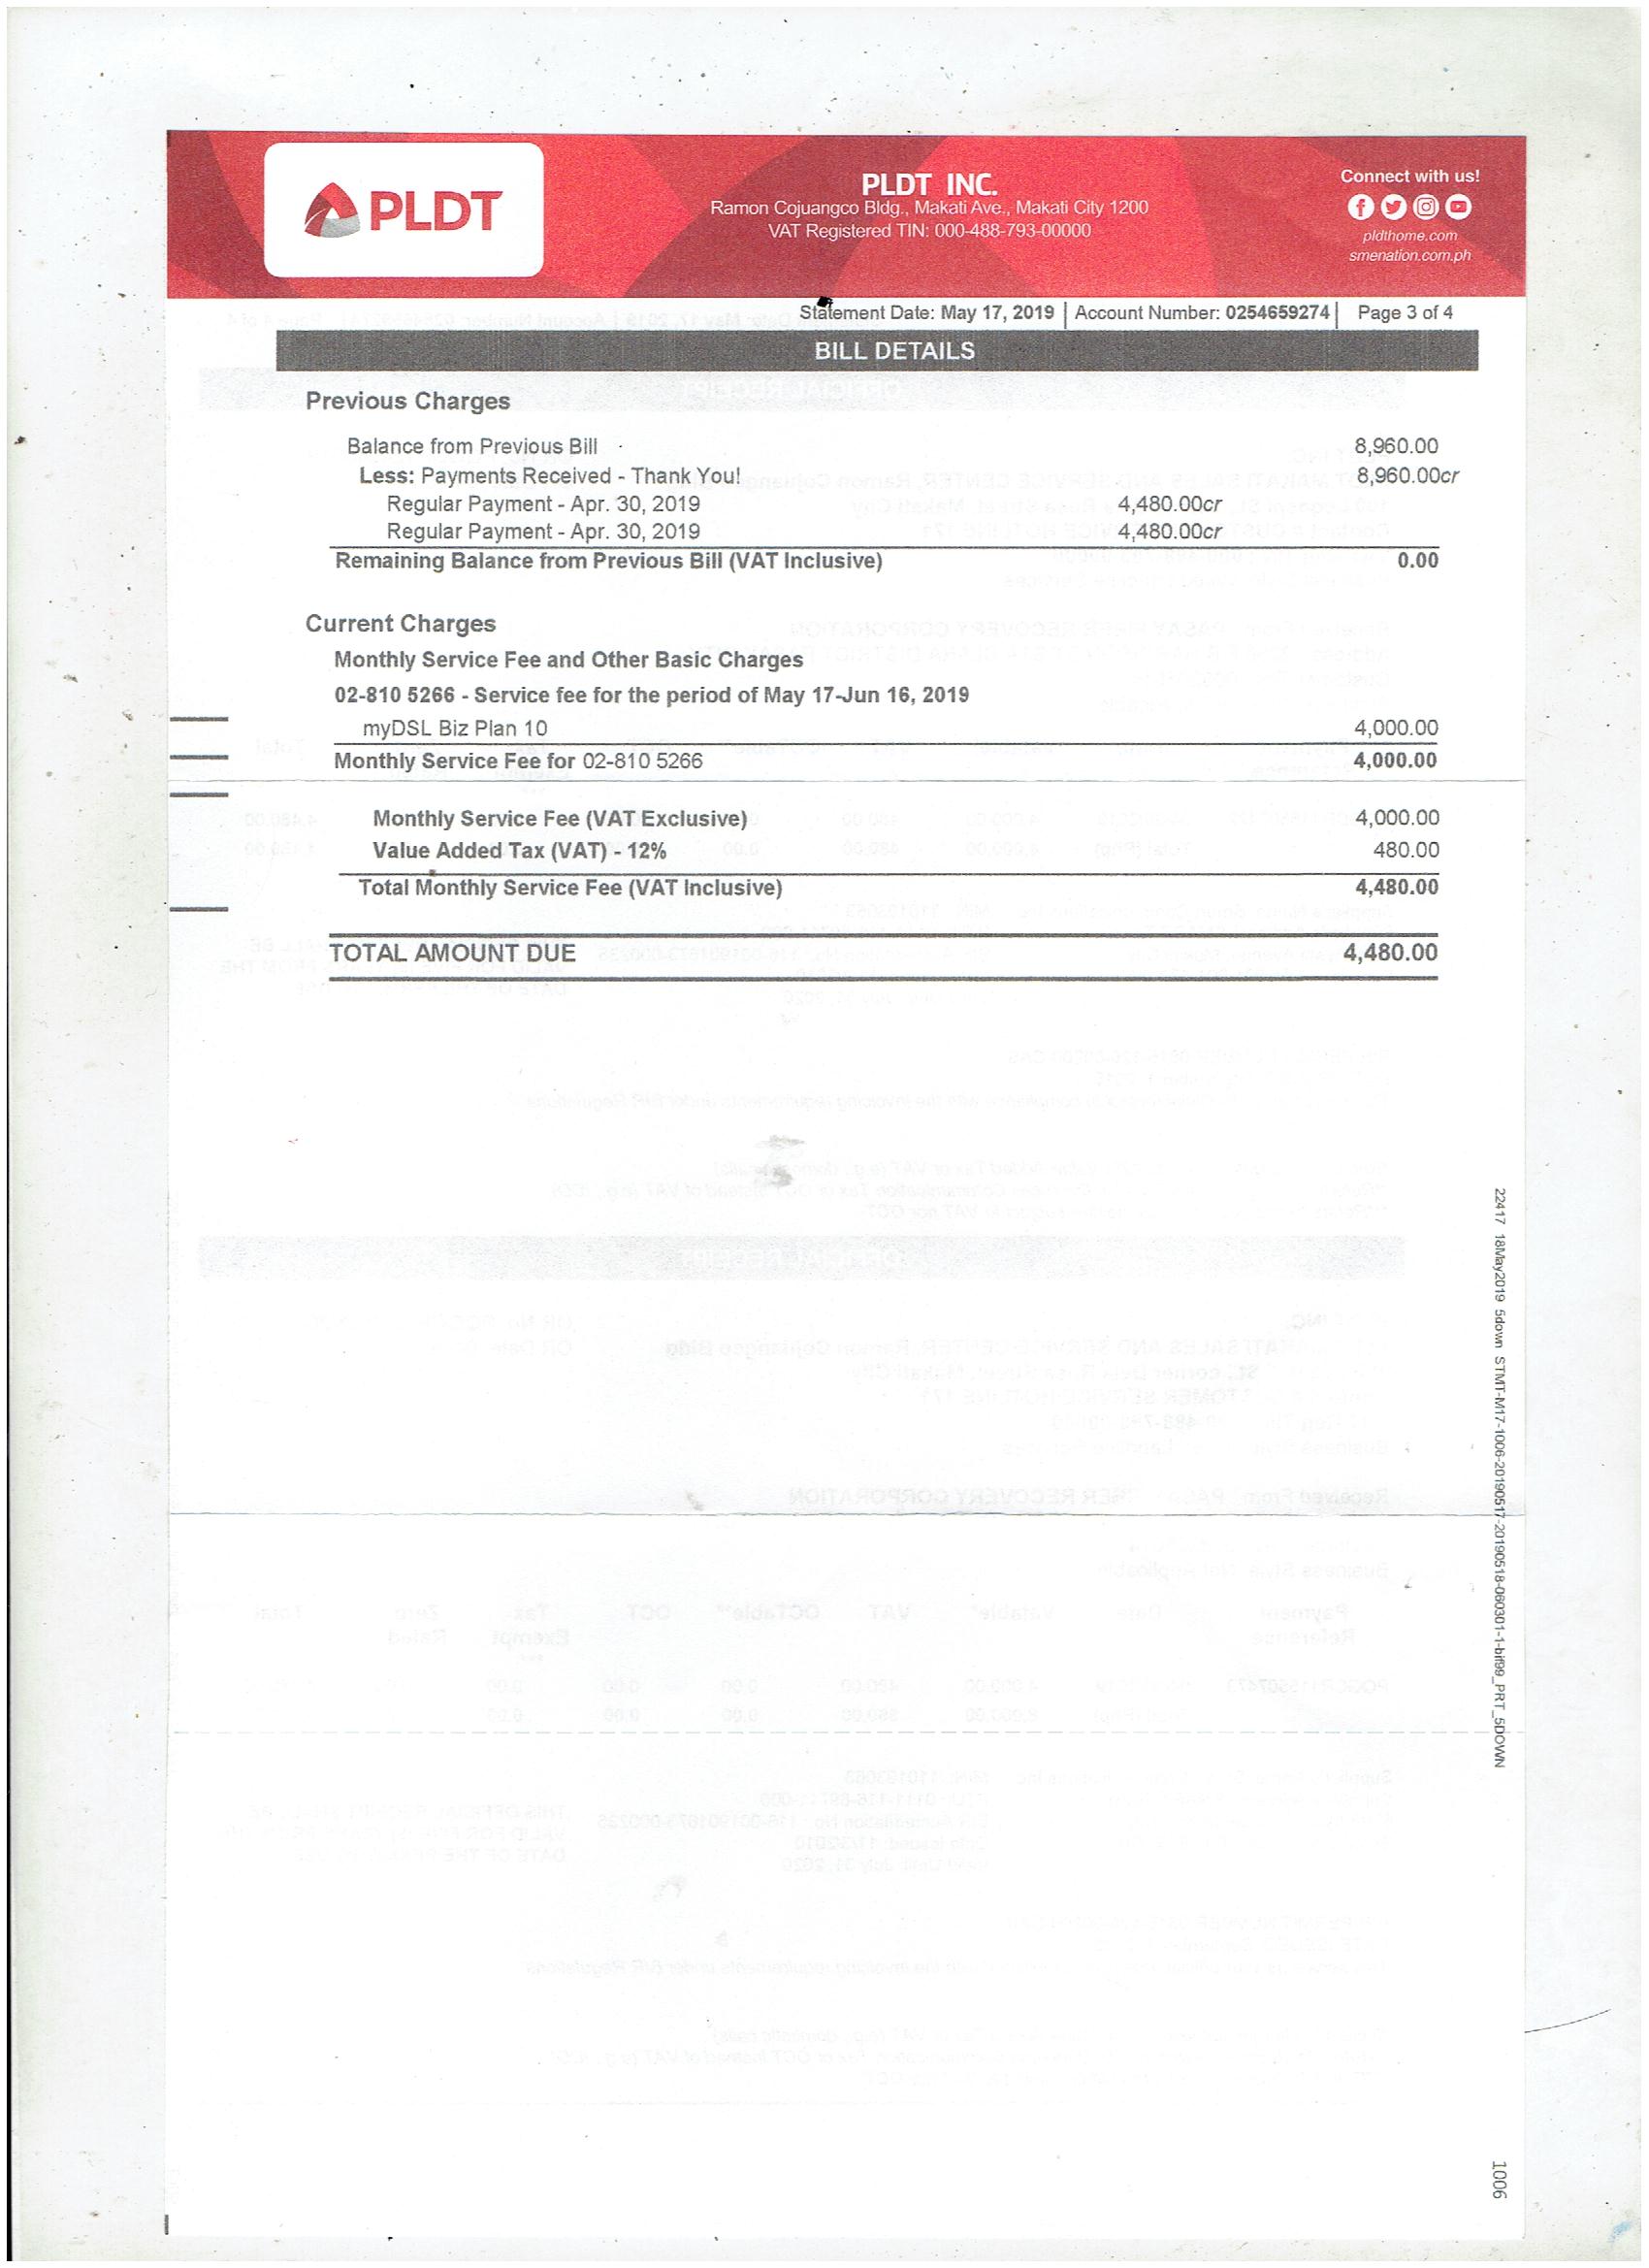 PLDT
PLDT INC.
Ramon Cojuangco Bldg., Makati Ave., Makati City 1200
VAT Registered TIN: 000-488-793-00000
Connect with us!
pldthome.com
smenation.com.ph
Statement Date: May 17, 2019 | Account Number: 0254659274 | Page 3 of 4
BILL DETAILS
Previous Charges
Balance from Previous Bill 8,960.00
Less: Payments Received - Thank You! 8,960.00cr
Regular Payment - Apr. 30, 2019 4,480.00cr
Regular Payment - Apr. 30, 2019 4,480.00cr
Remaining Balance from Previous Bill (VAT Inclusive) 0.00
Current Charges
Monthly Service Fee and Other Basic Charges
02-810 5266 - Service fee for the period of May 17-Jun 16, 2019
myDSL Biz Plan 10 4,000.00
Monthly Service Fee for 02-810 5266 4,000.00
Monthly Service Fee (VAT Exclusive) 4,000.00
Value Added Tax (VAT) - 12% 480.00
Total Monthly Service Fee (VAT Inclusive) 4,480.00
TOTAL AMOUNT DUE 4,480.00
22417 18May2019 5down STMT-M17-1006-20190517-20190518-060301-1-bif99_PRT_5DOWN
1006